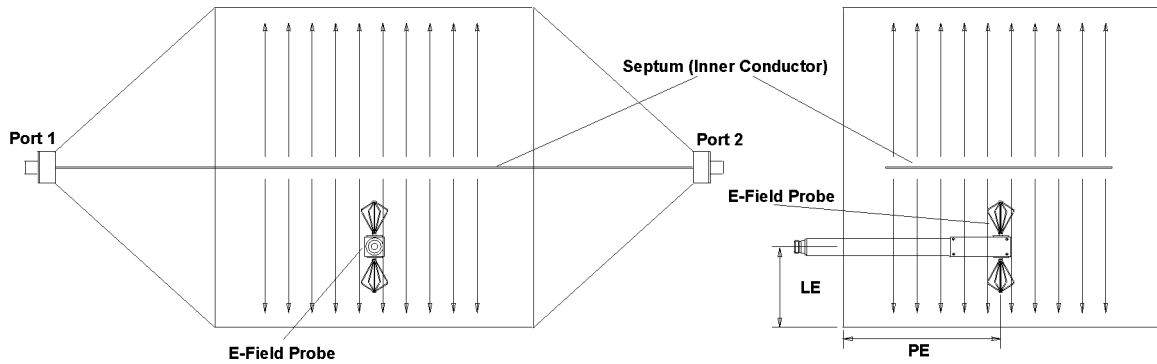 Septum (Inner Conductor)
Port 1
Port 2
E-Field Probe
LE
E-Field Probe
PE